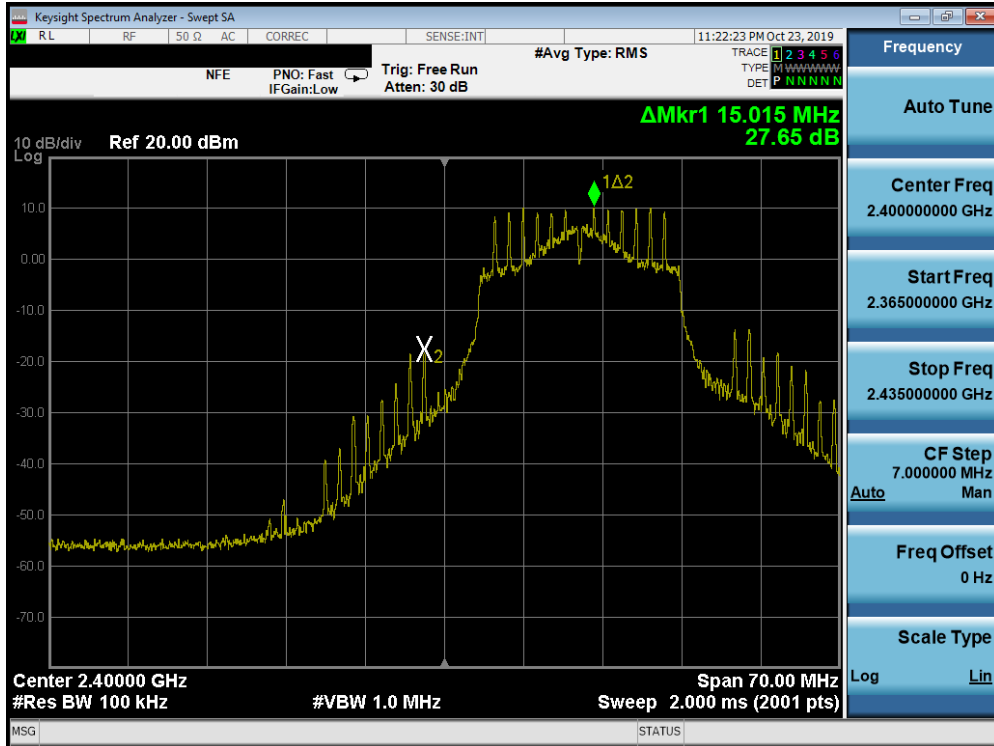 Keysight Spectrum Analyzer - Swept SA
LXI RL RF 50 Ω AC CORREC SENSE:INT 11:22:23 PM Oct 23, 2019
#Avg Type: RMS
TRACE 1 2 3 4 5 6
TYPE M W W W W W
DET P N N N N N
NFE PNO: Fast Trig: Free Run
IFGain:Low Atten: 30 dB
ΔMkr1 15.015 MHz
27.65 dB
10 dB/div Ref 20.00 dBm
Log
1Δ2
10.0
0.00
-10.0
2
-20.0
-30.0
-40.0
-50.0
-60.0
-70.0
Center 2.40000 GHz Span 70.00 MHz
#Res BW 100 kHz #VBW 1.0 MHz Sweep 2.000 ms (2001 pts)
MSG STATUS
Frequency
Auto Tune
Center Freq
2.400000000 GHz
Start Freq
2.365000000 GHz
Stop Freq
2.435000000 GHz
CF Step
7.000000 MHz
Auto Man
Freq Offset
0 Hz
Scale Type
Log Lin